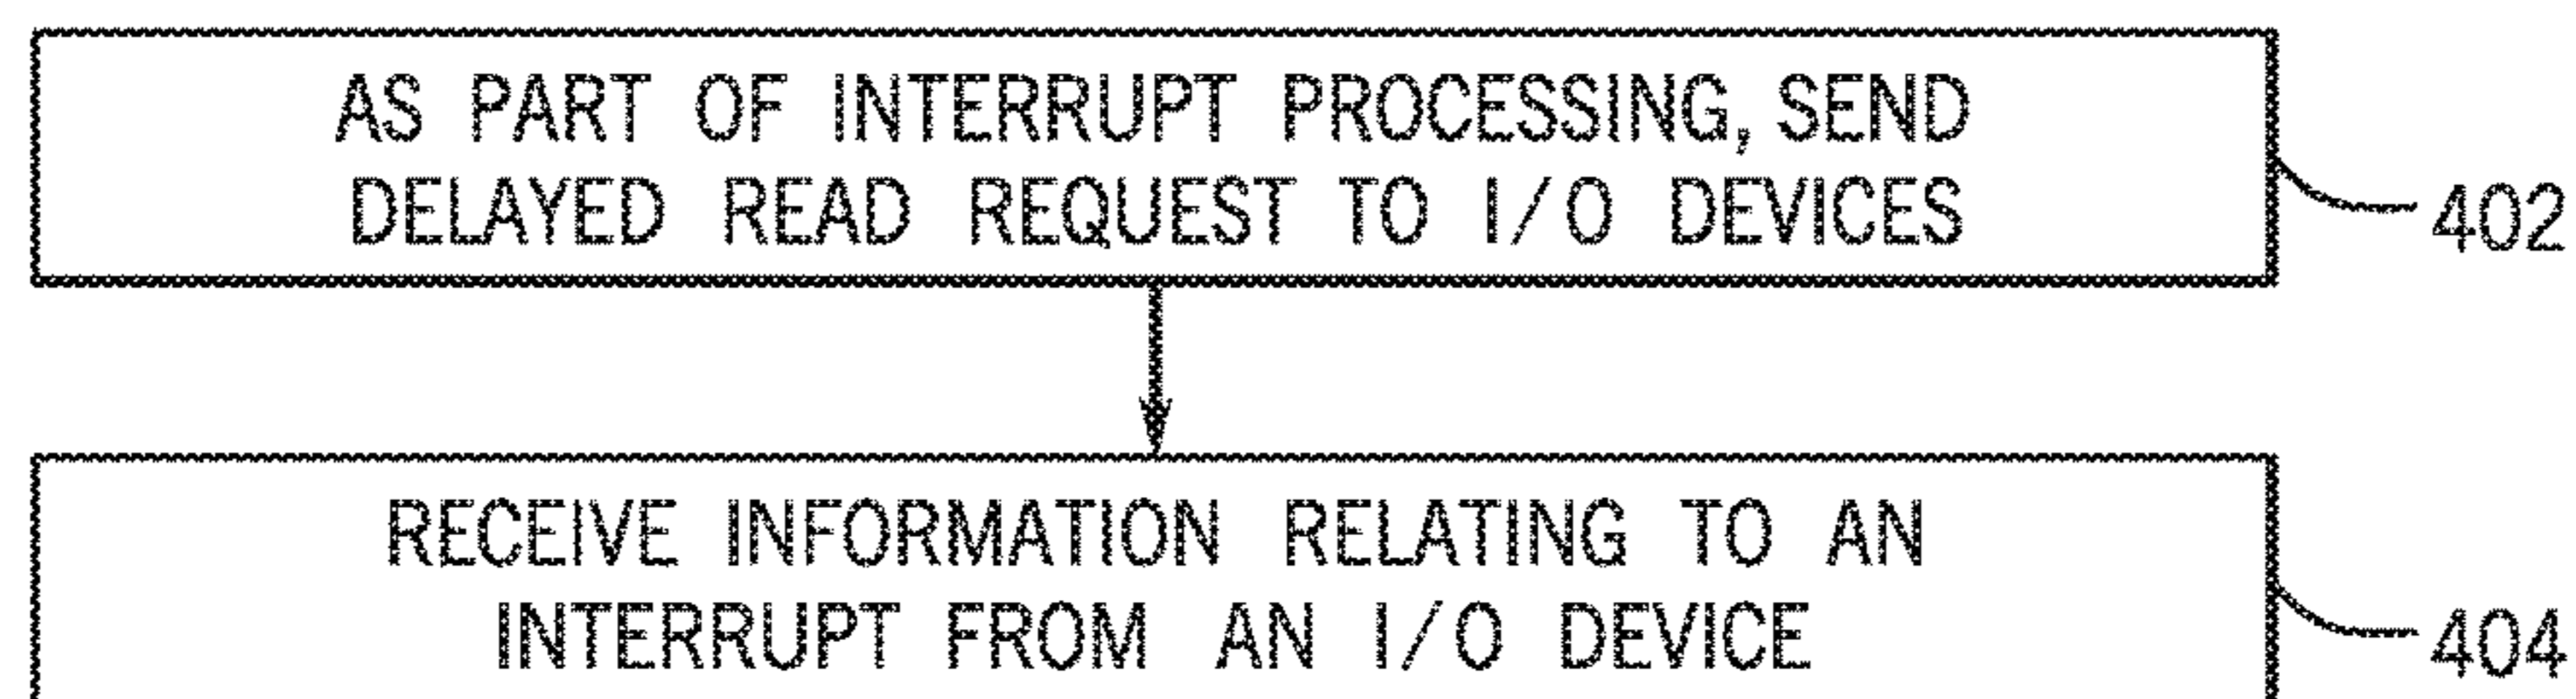 AS PART OF INTERRUPT PROCESSING, SEND
DELAYED READ REQUEST TO I/O DEVICES
402
RECEIVE INFORMATION RELATING TO AN
INTERRUPT FROM AN I/O DEVICE
404